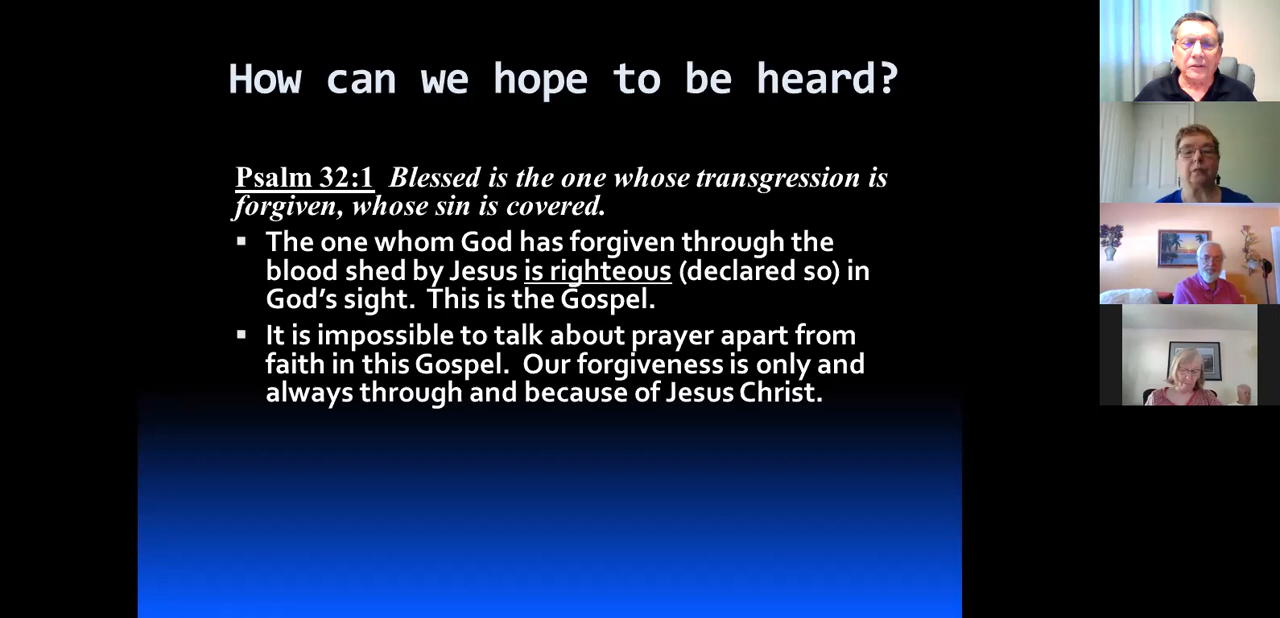 How can we hope to be heard?
Psalm 32:1 Blessed is the one whose transgression is
forgiven, whose sin is covered.
▪ The one whom God has forgiven through the
blood shed by Jesus is righteous (declared so) in
God’s sight. This is the Gospel.
▪ It is impossible to talk about prayer apart from
faith in this Gospel. Our forgiveness is only and
always through and because of Jesus Christ.